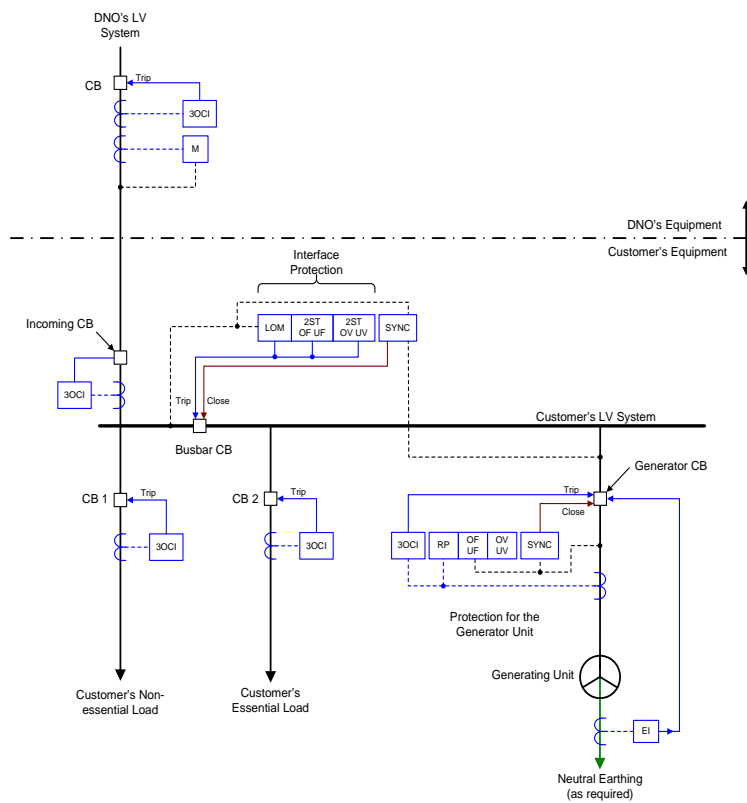 DNO's LV
System
CB
Trip
3OCI
M
DNO's Equipment
Customer's Equipment
Interface
Protection
Incoming CB
LOM
2ST
OF UF
2ST
OV UV
SYNC
3OCI
Trip
Close
Customer's LV System
Busbar CB
Generator CB
CB 1
Trip
CB 2
Trip
Trip
Close
3OCI
3OCI
3OCI
RP
OF
UF
OV
UV
SYNC
Protection for the
Generator Unit
Generating Unit
Customer's Non-
essential Load
Customer's
Essential Load
EI
Neutral Earthing
(as required)